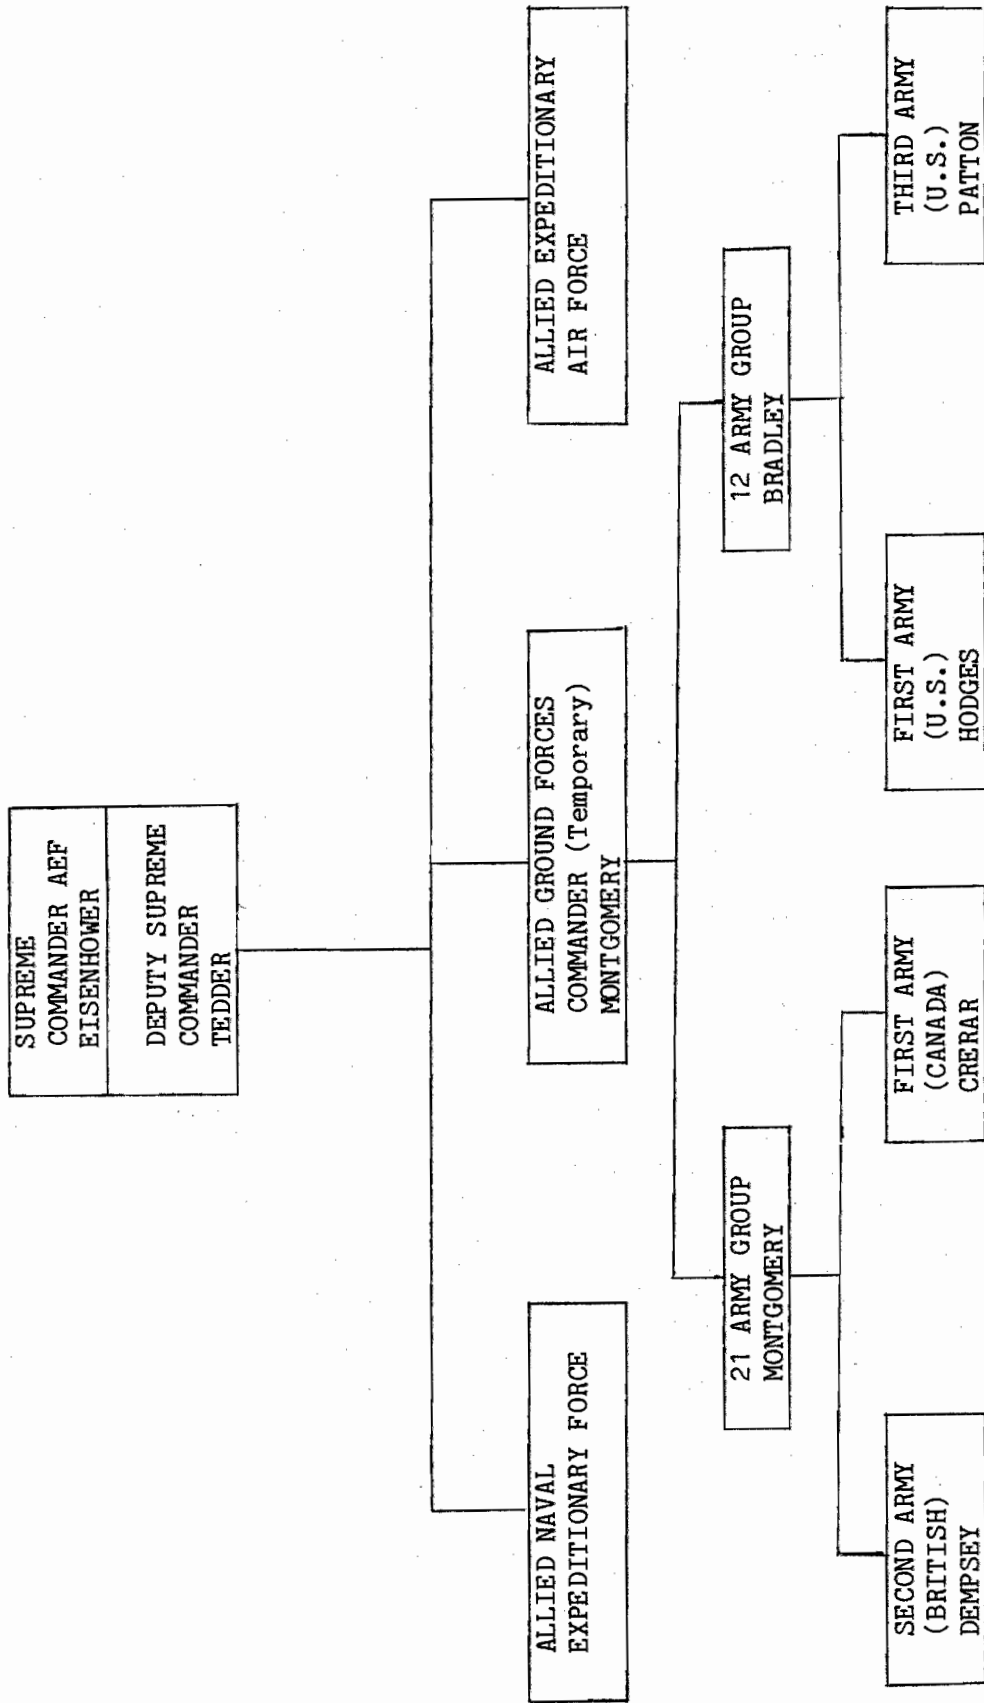 SUPREME
COMMANDER AEF
EISENHOWER
DEPUTY SUPREME
COMMANDER
TEDDER
ALLIED NAVAL
EXPEDITIONARY FORCE
ALLIED GROUND FORCES
COMMANDER (Temporary)
MONTGOMERY
ALLIED EXPEDITIONARY
AIR FORCE
21 ARMY GROUP
MONTGOMERY
12 ARMY GROUP
BRADLEY
SECOND ARMY
(BRITISH)
DEMPSEY
FIRST ARMY
(CANADA)
CRERAR
FIRST ARMY
(U.S.)
HODGES
THIRD ARMY
(U.S.)
PATTON